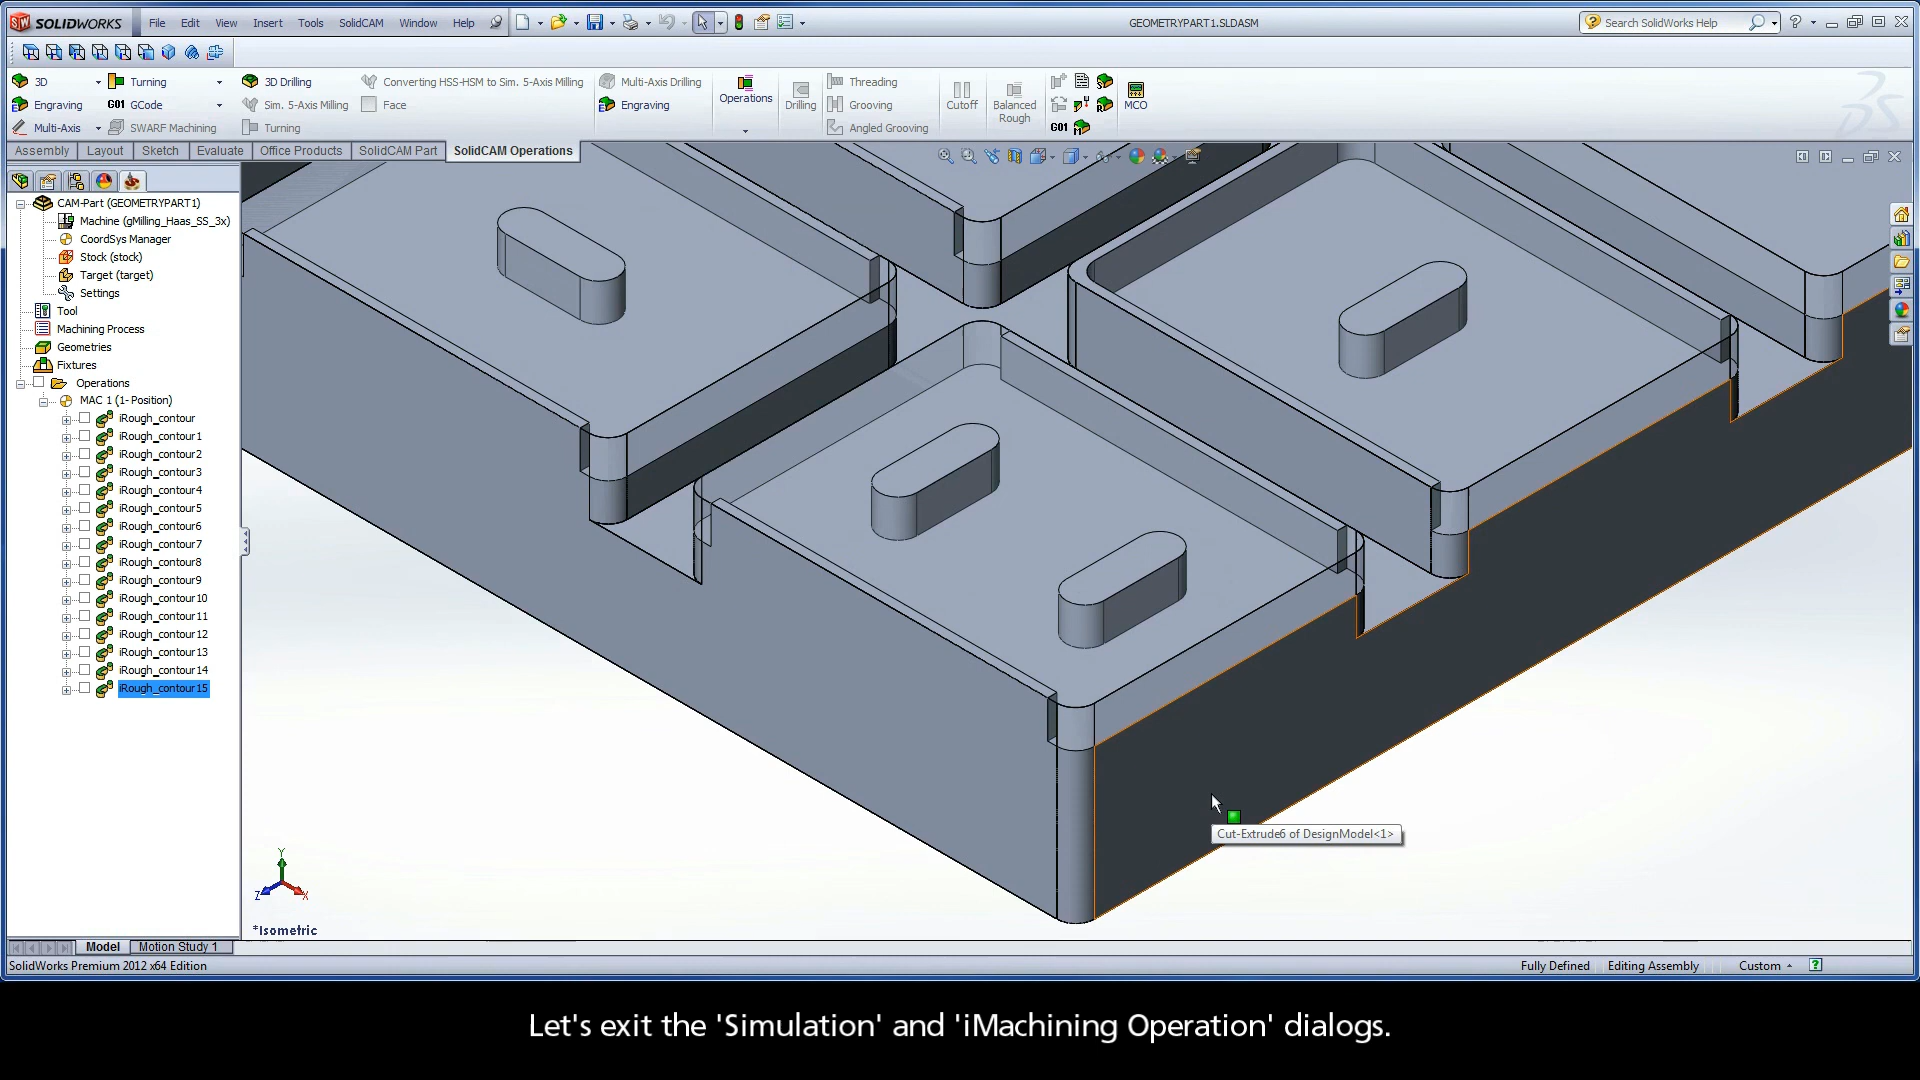 SOLIDWORKS File Edit View Insert Tools SolidCAM Window Help GEOMETRYPART1.SLDASM Search SolidWorks Help
3D Turning 3D Drilling Converting HSS-HSM to Sim. 5-Axis Milling Multi-Axis Drilling Threading
Engraving G01 GCode Sim. 5-Axis Milling Face Engraving Operations Drilling Grooving Cutoff Balanced Rough MCO
Multi-Axis SWARF Machining Turning Angled Grooving G01
Assembly Layout Sketch Evaluate Office Products SolidCAM Part SolidCAM Operations
CAM-Part (GEOMETRYPART1)
Machine (gMilling_Haas_SS_3x)
CoordSys Manager
Stock (stock)
Target (target)
Settings
Tool
Machining Process
Geometries
Fixtures
Operations
MAC 1 (1- Position)
iRough_contour
iRough_contour1
iRough_contour2
iRough_contour3
iRough_contour4
iRough_contour5
iRough_contour6
iRough_contour7
iRough_contour8
iRough_contour9
iRough_contour10
iRough_contour11
iRough_contour12
iRough_contour13
iRough_contour14
iRough_contour15
Cut-Extrude6 of DesignModel<1>
Y
Z X
*Isometric
Model Motion Study 1
SolidWorks Premium 2012 x64 Edition Fully Defined Editing Assembly Custom
Let's exit the 'Simulation' and 'iMachining Operation' dialogs.